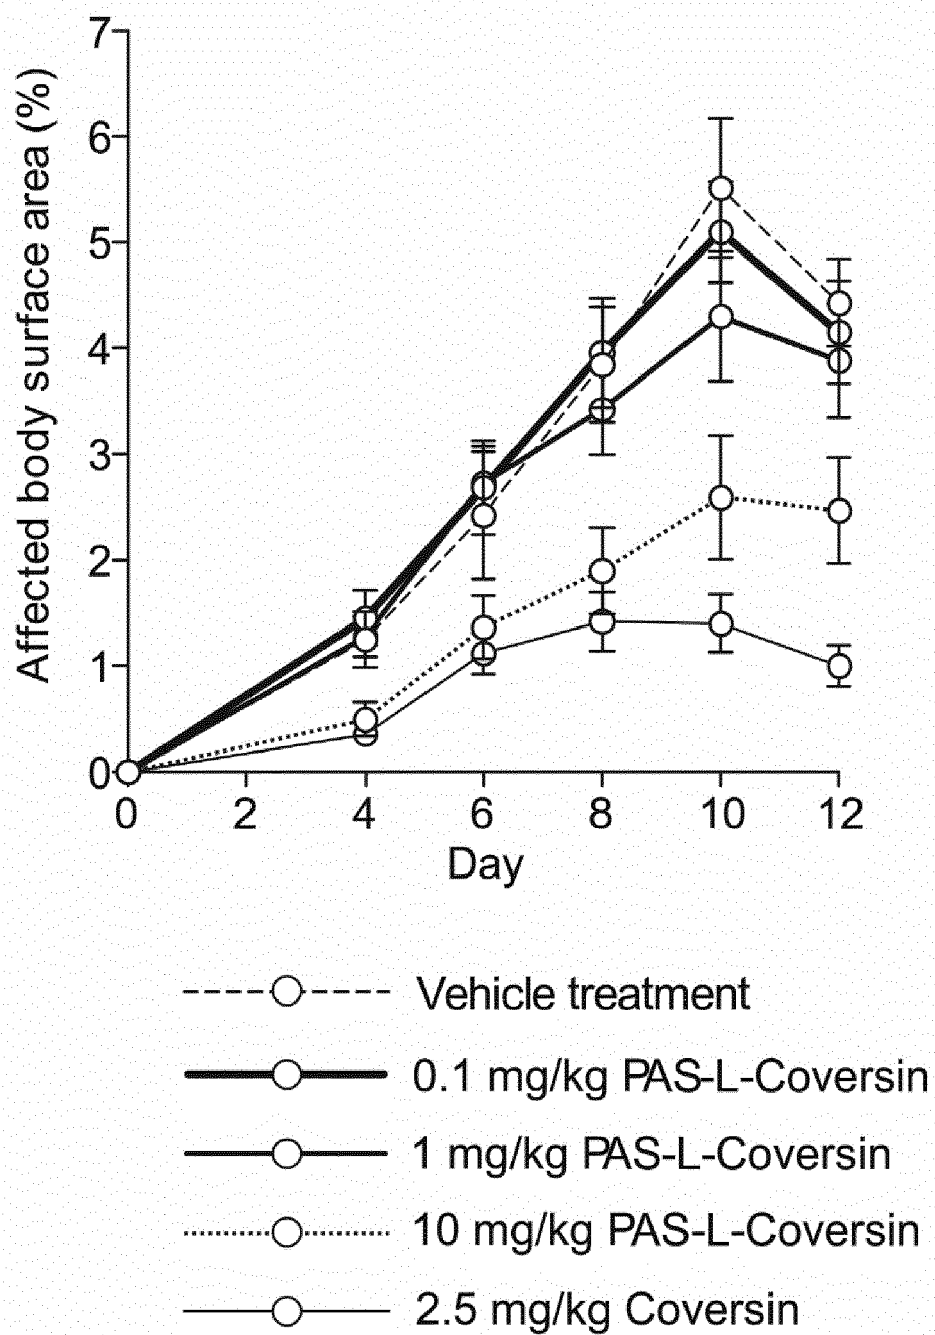 Affected body surface area (%)
7
6
5
4
3
2
1
0
0 2 4 6 8 10 12
Day
Vehicle treatment
0.1 mg/kg PAS-L-Coversin
1 mg/kg PAS-L-Coversin
10 mg/kg PAS-L-Coversin
2.5 mg/kg Coversin